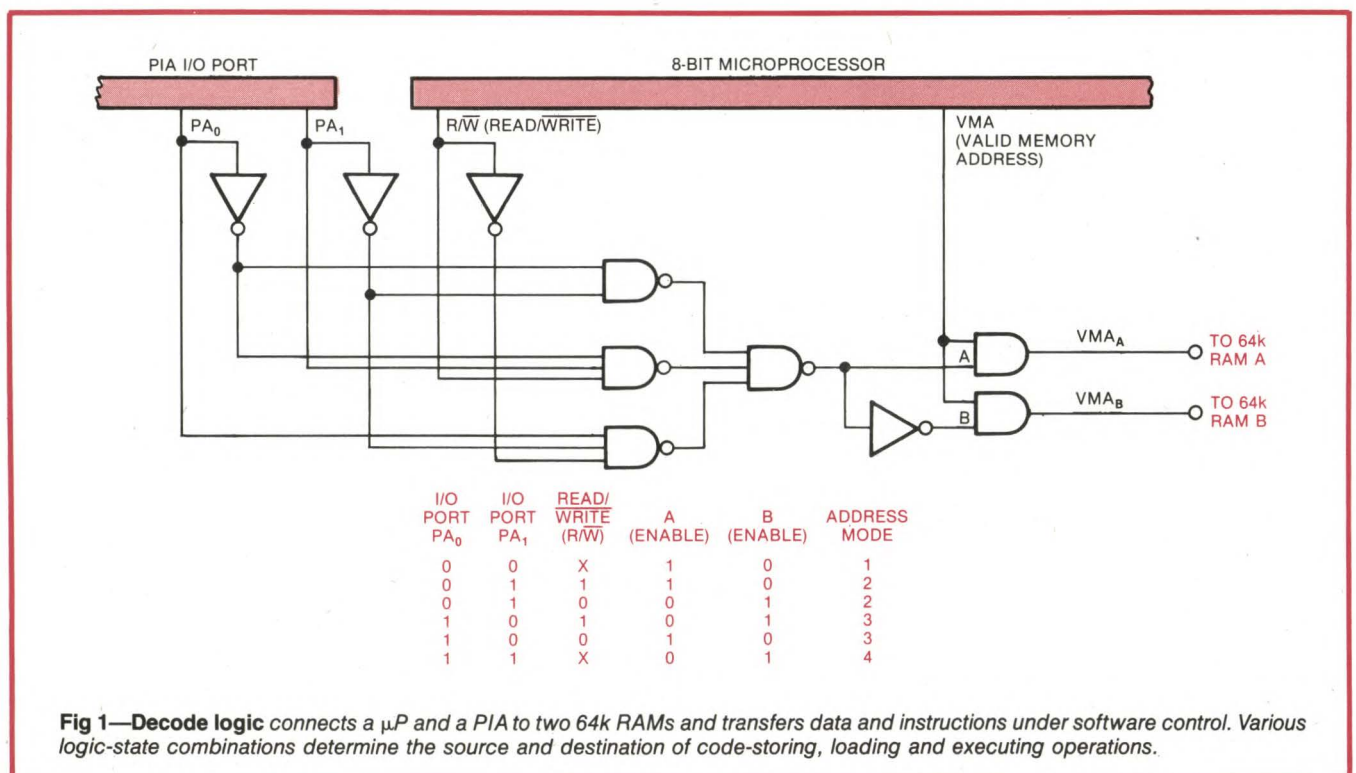 PIA I/O PORT
8-BIT MICROPROCESSOR
PA₀
PA₁
R/W̅ (READ/W̅R̅I̅T̅E̅)
VMA
(VALID MEMORY
ADDRESS)
A
VMA_A
TO 64k
RAM A
B
VMA_B
TO 64k
RAM B
I/O PORT PA₀ I/O PORT PA₁ READ/W̅R̅I̅T̅E̅ (R/W̅) A (ENABLE) B (ENABLE) ADDRESS MODE
0 0 X 1 0 1
0 1 1 1 0 2
0 1 0 0 1 2
1 0 1 0 1 3
1 0 0 1 0 3
1 1 X 0 1 4
Fig 1—Decode logic connects a μP and a PIA to two 64k RAMs and transfers data and instructions under software control. Various
logic-state combinations determine the source and destination of code-storing, loading and executing operations.